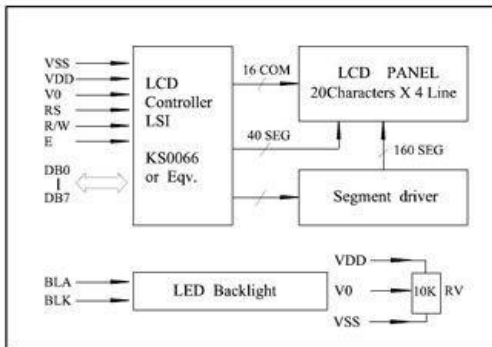 VSS
VDD
V0
RS
R/W
E
DB0
DB7
LCD
Controller
LSI
KS0066
or Eqv.
16 COM
40 SEG
LCD PANEL
20Characters X 4 Line
160 SEG
Segment driver
BLA
BLK
LED Backlight
VDD
V0
VSS
10K
RV